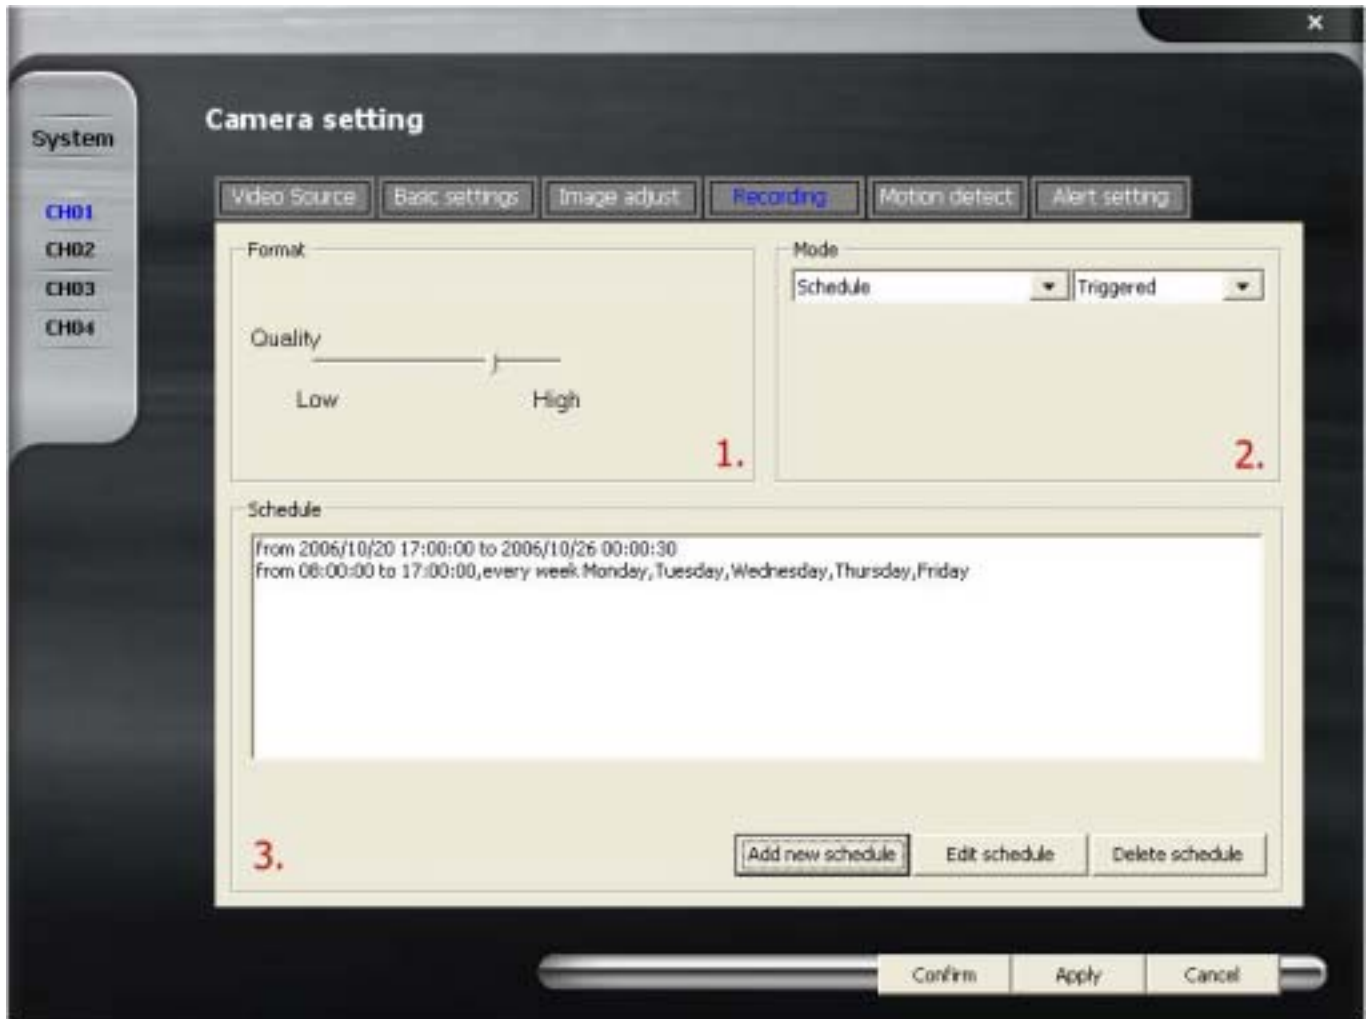 x
Camera setting
System
CH01
CH02
CH03
CH04
Video Source Basic settings Image adjust Recording Motion detect Alert setting
Format
Quality
Low High
1.
Mode
Schedule Triggered
2.
Schedule
from 2006/10/20 17:00:00 to 2006/10/26 00:00:30
from 08:00:00 to 17:00:00,every week Monday,Tuesday,Wednesday,Thursday,Friday
3.
Add new schedule Edit schedule Delete schedule
Confirm Apply Cancel